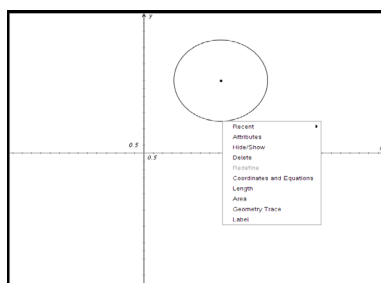 y
0.5
0.5
Recent
Attributes
Hide/Show
Delete
Redefine
Coordinates and Equations
Length
Area
Geometry Trace
Label